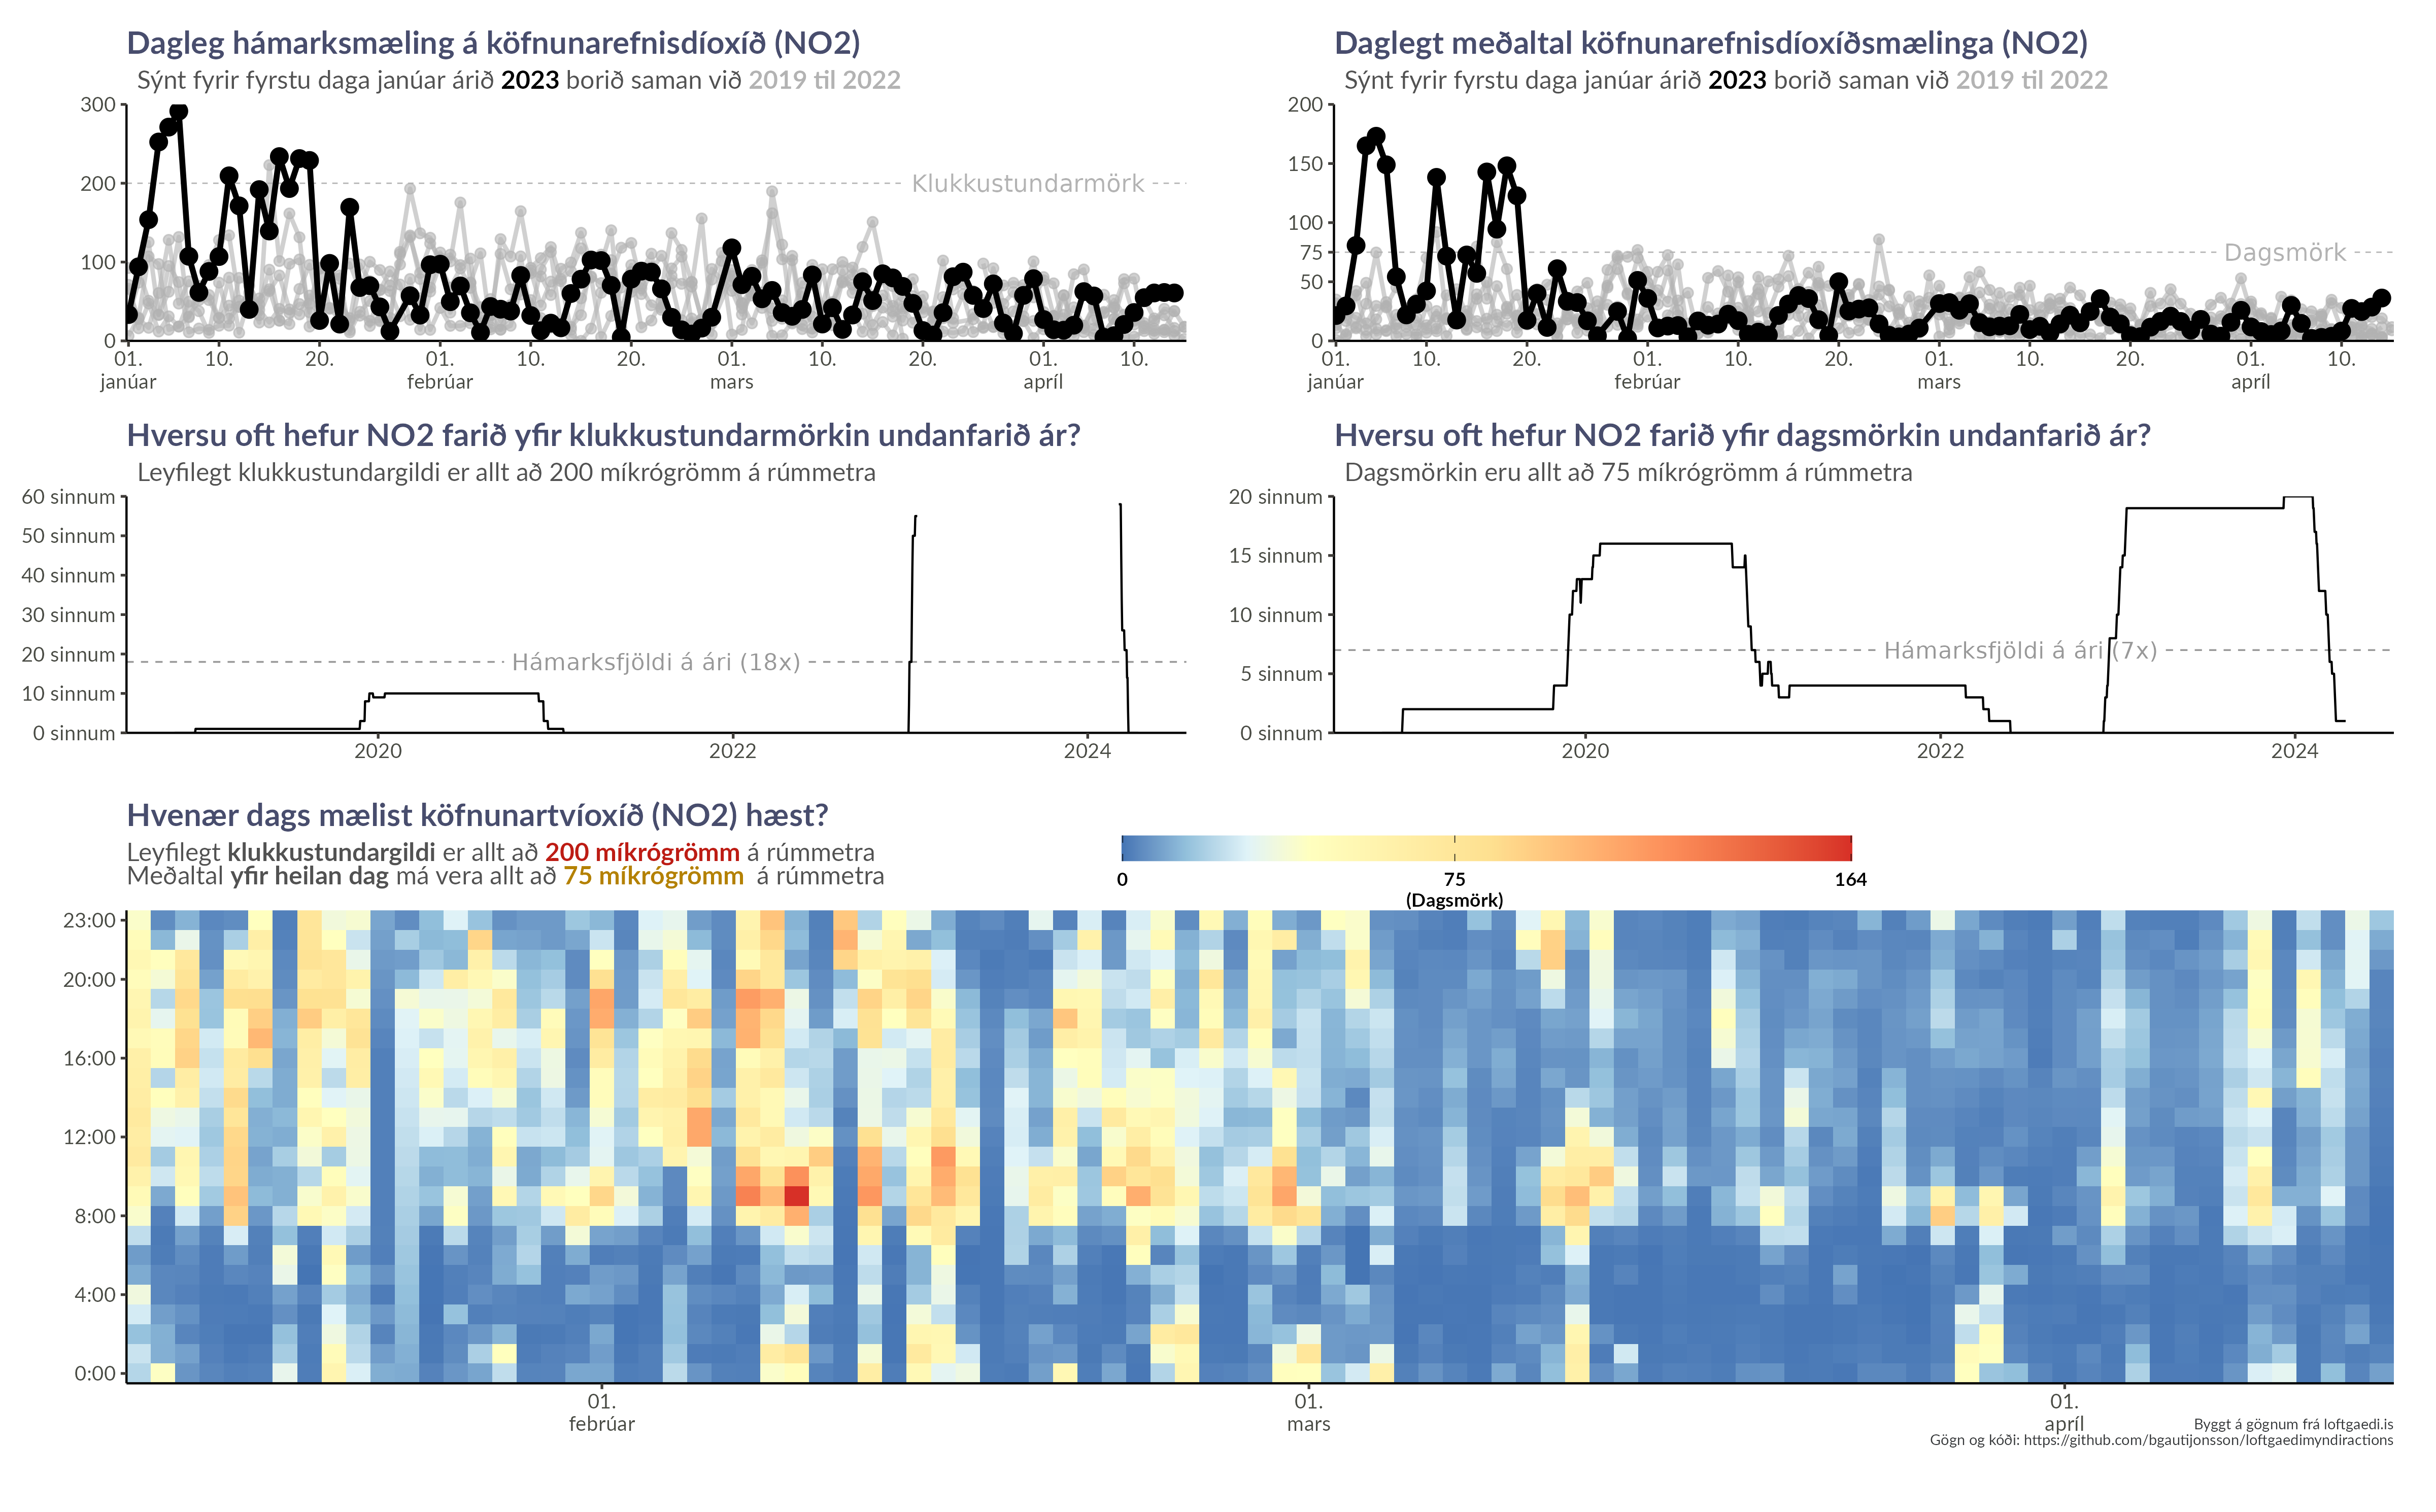 Dagleg hámarksmæling á köfnunarefnisdíoxíð (NO2)
Sýnt fyrir fyrstu daga janúar árið 2023 borið saman við 2019 til 2022
300
200
100
0
Klukkustundarmörk
01. 10. 20. 01. 10. 20. 01. 10. 20. 01. 10.
janúar febrúar mars apríl
Daglegt meðaltal köfnunarefnisdíoxíðsmælinga (NO2)
Sýnt fyrir fyrstu daga janúar árið 2023 borið saman við 2019 til 2022
200
150
100
75
50
0
Dagsmörk
01. 10. 20. 01. 10. 20. 01. 10. 20. 01. 10.
janúar febrúar mars apríl
Hversu oft hefur NO2 farið yfir klukkustundarmörkin undanfarið ár?
Leyfilegt klukkustundargildi er allt að 200 míkrógrömm á rúmmetra
60 sinnum
50 sinnum
40 sinnum
30 sinnum
20 sinnum
10 sinnum
0 sinnum
Hámarksfjöldi á ári (18x)
2020 2022 2024
Hversu oft hefur NO2 farið yfir dagsmörkin undanfarið ár?
Dagsmörkin eru allt að 75 míkrógrömm á rúmmetra
20 sinnum
15 sinnum
10 sinnum
5 sinnum
0 sinnum
Hámarksfjöldi á ári (7x)
2020 2022 2024
Hvenær dags mælist köfnunartvíoxíð (NO2) hæst?
Leyfilegt klukkustundargildi er allt að 200 míkrógrömm á rúmmetra
Meðaltal yfir heilan dag má vera allt að 75 míkrógrömm á rúmmetra
0 75 164
(Dagsmörk)
23:00
20:00
16:00
12:00
8:00
4:00
0:00
01. 01. 01.
febrúar mars apríl
Byggt á gögnum frá loftgaedi.is
Gögn og kóði: https://github.com/bgautijonsson/loftgaedimyndiractions